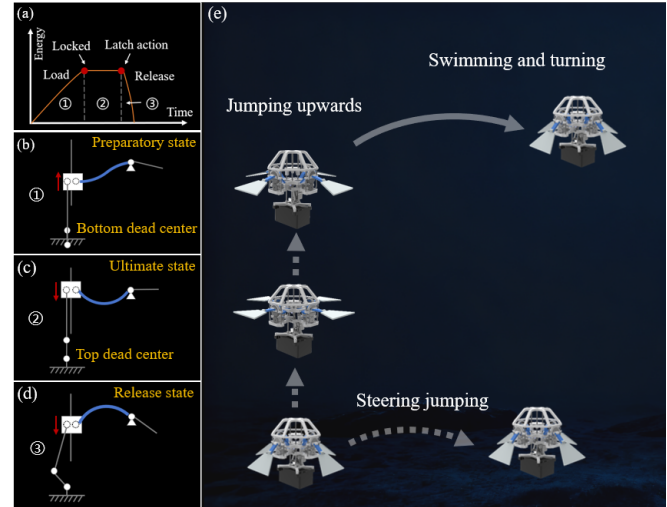 (a)
Energy
Locked
Latch action
Load
Release
①
②
③
Time
(b)
Preparatory state
①
Bottom dead center
(c)
Ultimate state
②
Top dead center
(d)
Release state
③
(e)
Swimming and turning
Jumping upwards
Steering jumping